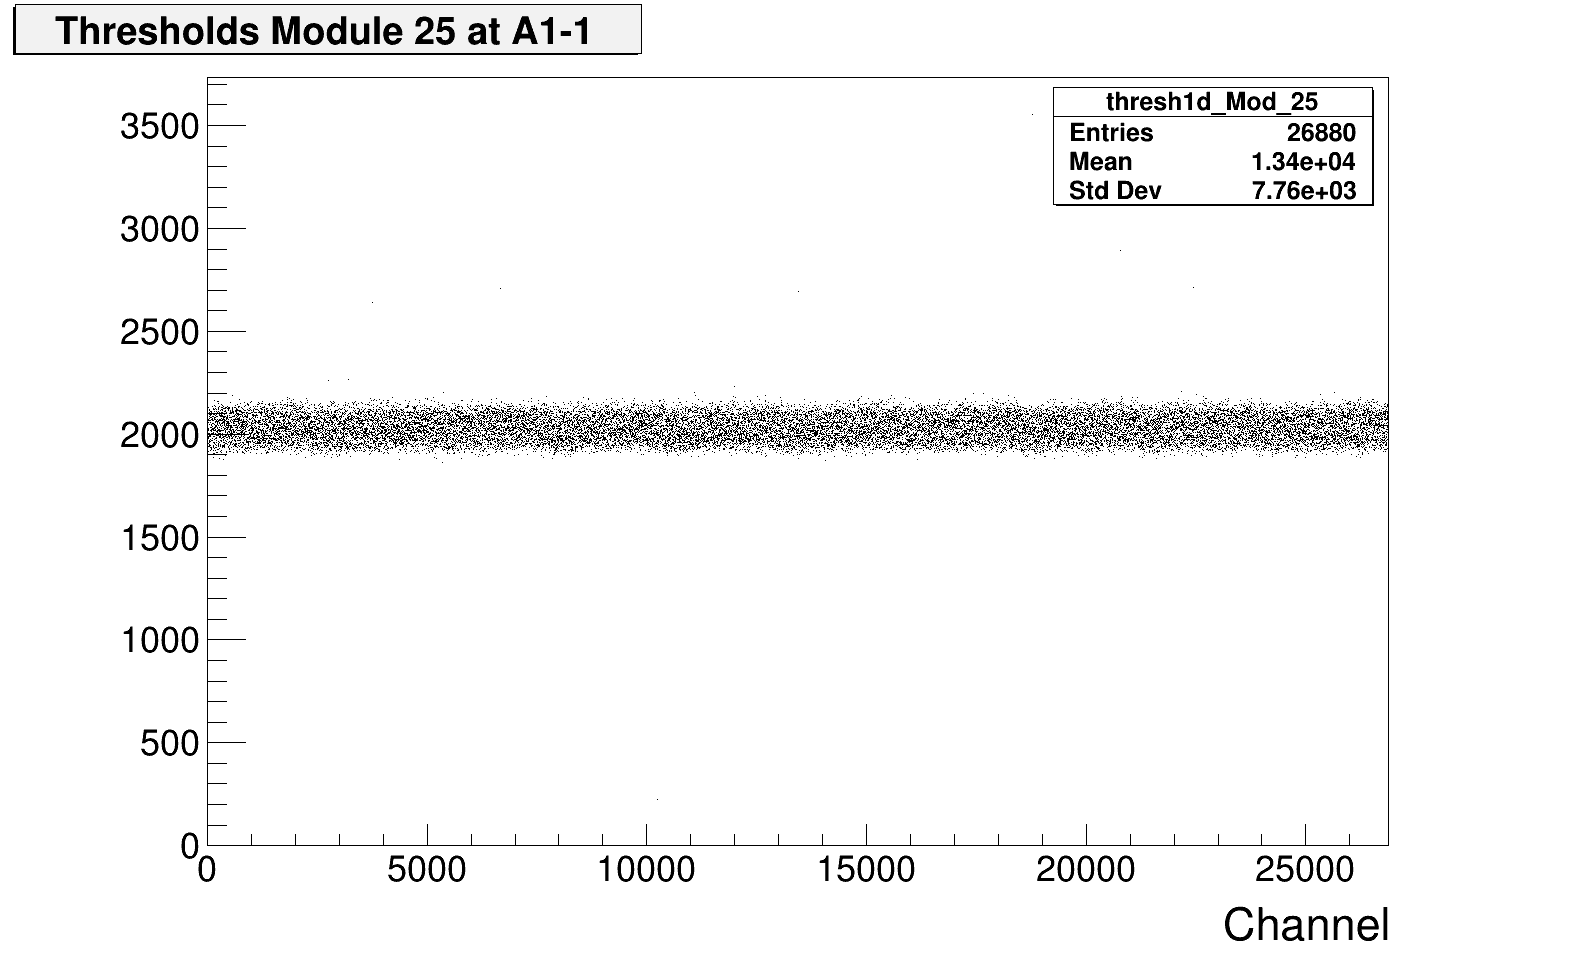 Thresholds Module 25 at A1-1
thresh1d_Mod_25
Entries 26880
Mean 1.34e+04
Std Dev 7.76e+03
3500
3000
2500
2000
1500
1000
500
0
0 5000 10000 15000 20000 25000
Channel